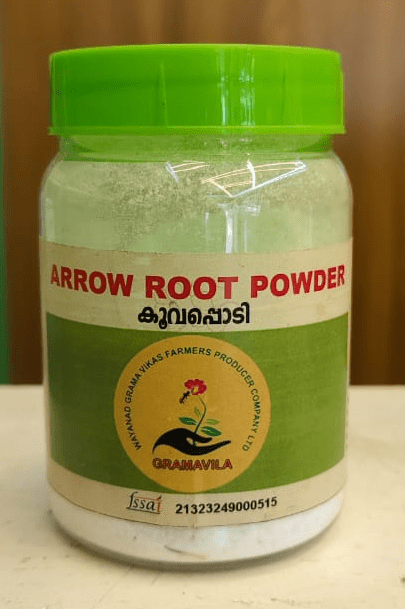 ARROW ROOT POWDER
കൂവപ്പൊടി
WAYANAD GRAMA VIKAS FARMERS PRODUCER COMPANY LTD
GRAMAVILA
fssai 21323249000515